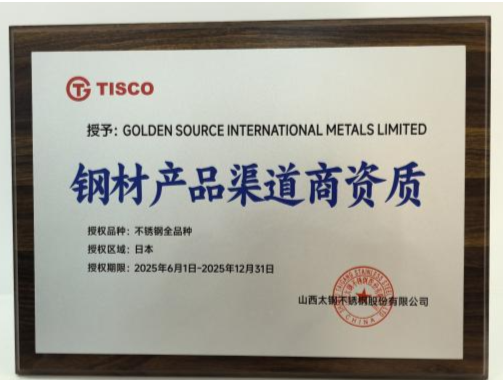 TISCO
授予：GOLDEN SOURCE INTERNATIONAL METALS LIMITED
钢材产品渠道商资质
授权品种：不锈钢全品种
授权区域：日本
授权期限：2025年6月1日-2025年12月31日
山西太钢不锈钢股份有限公司